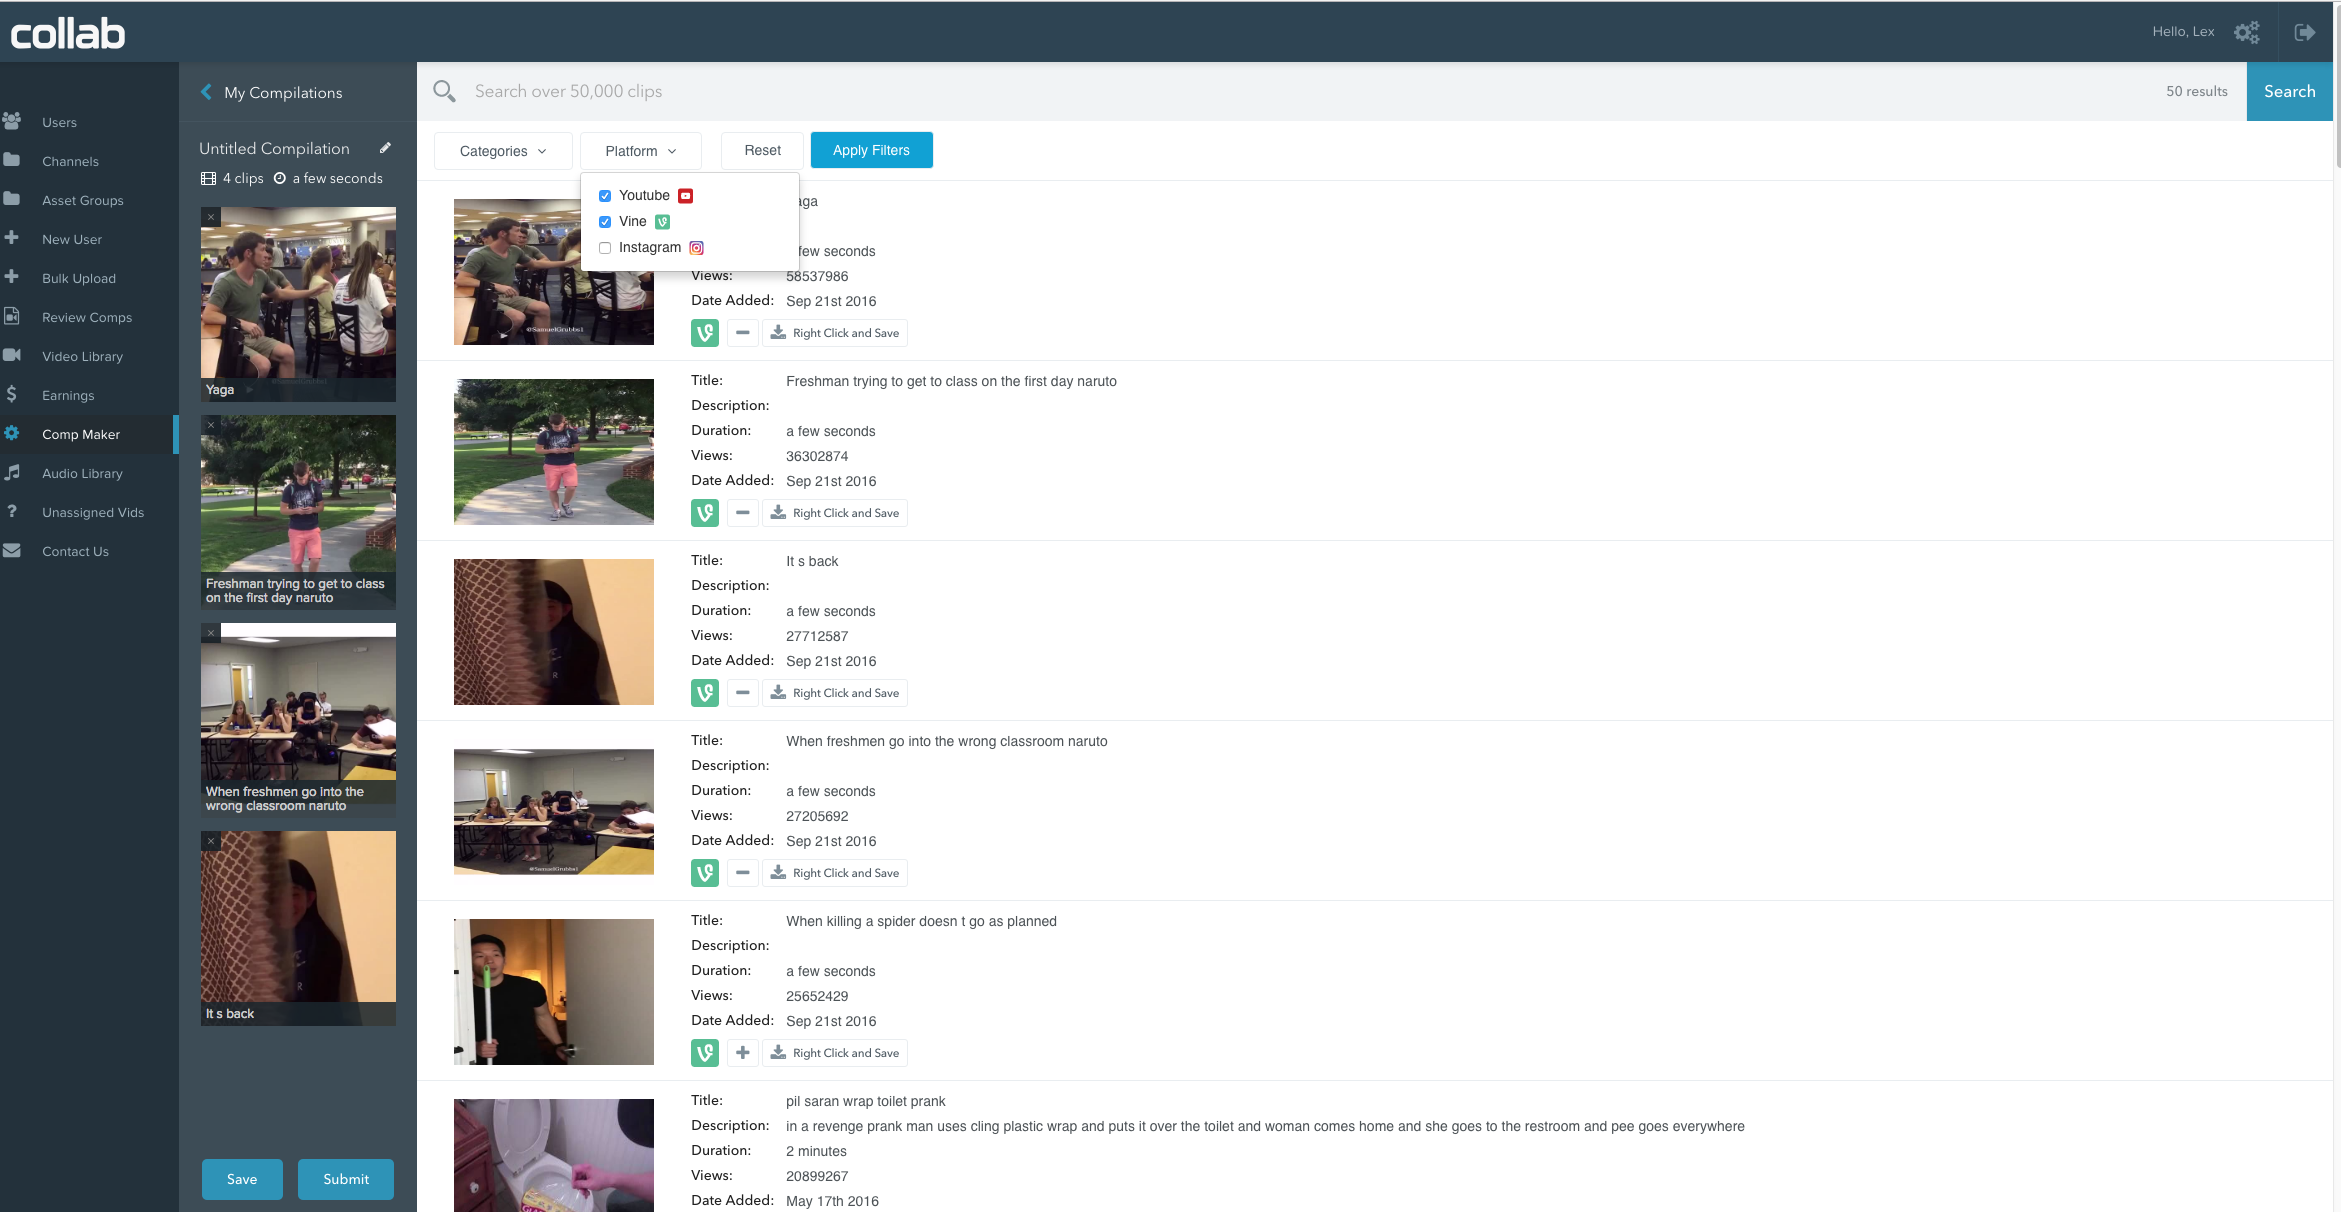 collab
Hello, Lex
Users
Channels
Asset Groups
New User
Bulk Upload
Review Comps
Video Library
Earnings
Comp Maker
Audio Library
Unassigned Vids
Contact Us
My Compilations
Untitled Compilation
4 clips a few seconds
Yaga
Freshman trying to get to class
on the first day naruto
When freshmen go into the
wrong classroom naruto
It s back
Save Submit
Search over 50,000 clips 50 results Search
Categories Platform Reset Apply Filters
Youtube
Vine
Instagram
aga
few seconds
Views: 58537986
Date Added: Sep 21st 2016
Right Click and Save
@SamuelGrubbs1
Title: Freshman trying to get to class on the first day naruto
Description:
Duration: a few seconds
Views: 36302874
Date Added: Sep 21st 2016
Right Click and Save
Title: It s back
Description:
Duration: a few seconds
Views: 27712587
Date Added: Sep 21st 2016
Right Click and Save
Title: When freshmen go into the wrong classroom naruto
Description:
Duration: a few seconds
Views: 27205692
Date Added: Sep 21st 2016
Right Click and Save
@SamuelGrubbs1
Title: When killing a spider doesn t go as planned
Description:
Duration: a few seconds
Views: 25652429
Date Added: Sep 21st 2016
Right Click and Save
Title: pil saran wrap toilet prank
Description: in a revenge prank man uses cling plastic wrap and puts it over the toilet and woman comes home and she goes to the restroom and pee goes everywhere
Duration: 2 minutes
Views: 20899267
Date Added: May 17th 2016